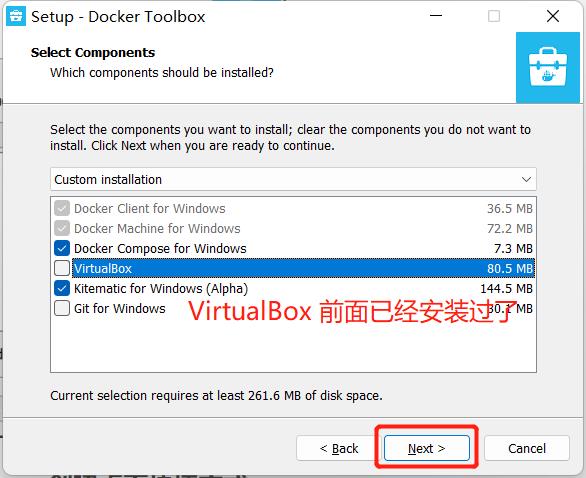 Setup - Docker Toolbox
Select Components
Which components should be installed?
Select the components you want to install; clear the components you do not want to
install. Click Next when you are ready to continue.
Custom installation
Docker Client for Windows 36.5 MB
Docker Machine for Windows 72.2 MB
Docker Compose for Windows 7.3 MB
VirtualBox 80.5 MB
Kitematic for Windows (Alpha) 144.5 MB
Git for Windows 30.1 MB
VirtualBox 前面已经安装过了
Current selection requires at least 261.6 MB of disk space.
< Back Next > Cancel